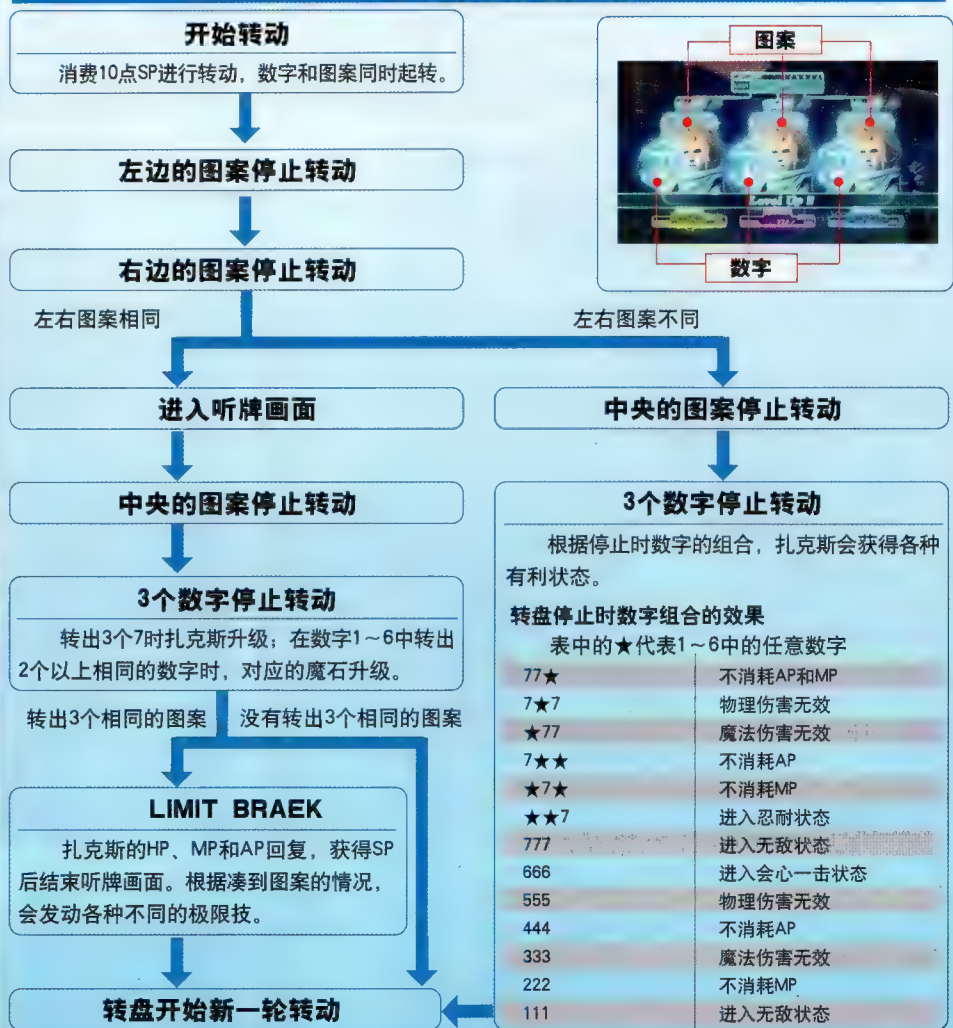 开始转动
消费10点SP进行转动，数字和图案同时起转。
图案
Level Up
数字
左边的图案停止转动
右边的图案停止转动
左右图案相同
左右图案不同
进入听牌画面
中央的图案停止转动
3个数字停止转动
转出3个7时扎克斯升级；在数字1～6中转出
2个以上相同的数字时，对应的魔石升级。
转出3个相同的图案
没有转出3个相同的图案
LIMIT BRAEK
扎克斯的HP、MP和AP回复，获得SP
后结束听牌画面。根据凑到图案的情况，
会发动各种不同的极限技。
中央的图案停止转动
3个数字停止转动
根据停止时数字的组合，扎克斯会获得各种
有利状态。
转盘停止时数字组合的效果
表中的★代表1～6中的任意数字
77★ 不消耗AP和MP
7★7 物理伤害无效
★77 魔法伤害无效
7★★ 不消耗AP
★7★ 不消耗MP
★★7 进入忍耐状态
777 进入无敌状态
666 进入会心一击状态
555 物理伤害无效
444 不消耗AP
333 魔法伤害无效
222 不消耗MP
111 进入无敌状态
转盘开始新一轮转动